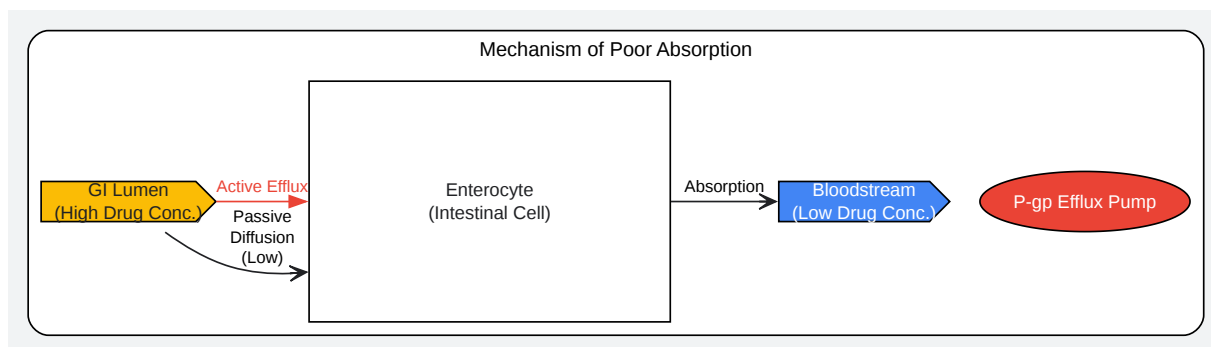 Mechanism of Poor Absorption
GI Lumen
(High Drug Conc.)
Active Efflux
Passive
Diffusion
(Low)
Enterocyte
(Intestinal Cell)
Absorption
Bloodstream
(Low Drug Conc.)
P-gp Efflux Pump